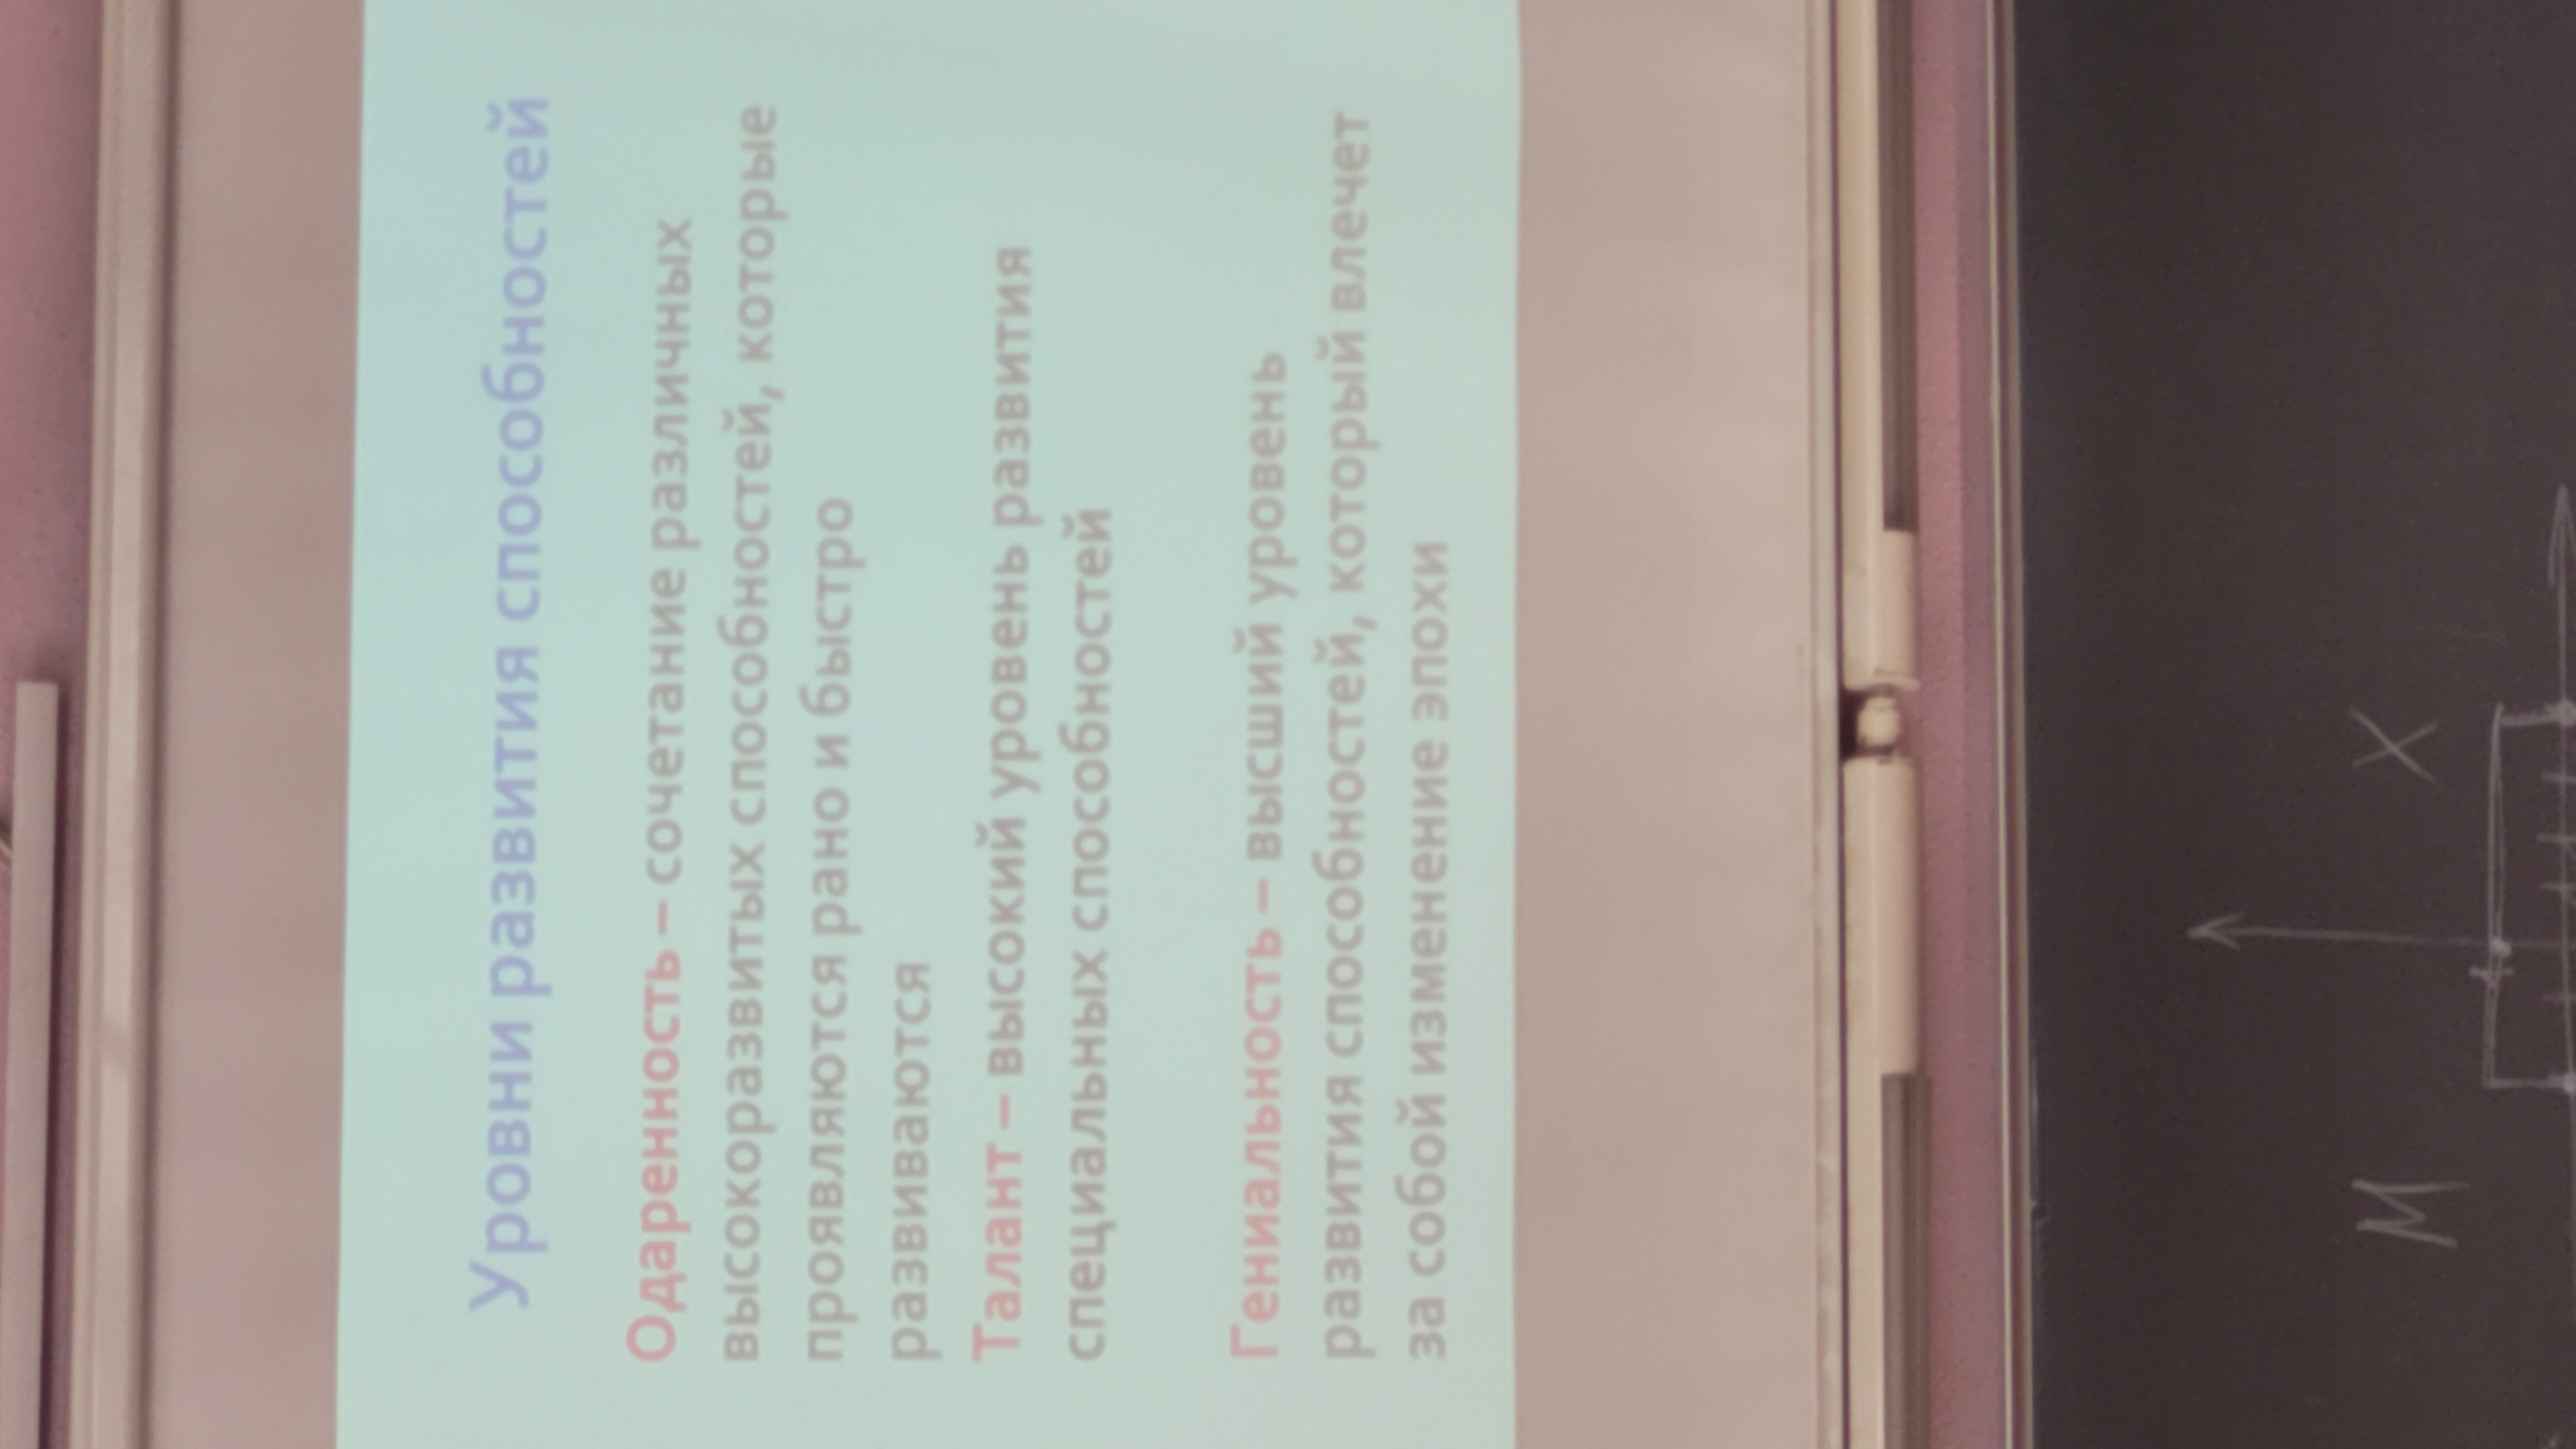 Уровни развития способностей
Одаренность – сочетание различных
высокоразвитых способностей, которые
проявляются рано и быстро
развиваются
Талант – высокий уровень развития
специальных способностей
Гениальность – высший уровень
развития способностей, который влечет
за собой изменение эпохи
М Х